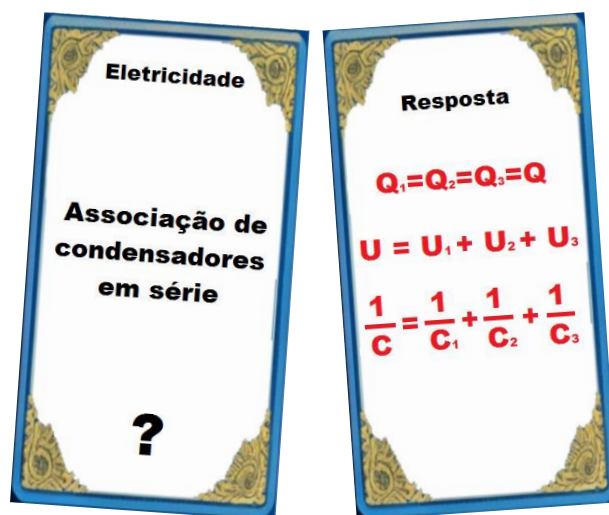 Eletricidade
Associação de
condensadores
em série
?
Resposta
Q₁=Q₂=Q₃=Q
U = U₁+ U₂+ U₃
1/C = 1/C₁ + 1/C₂ + 1/C₃